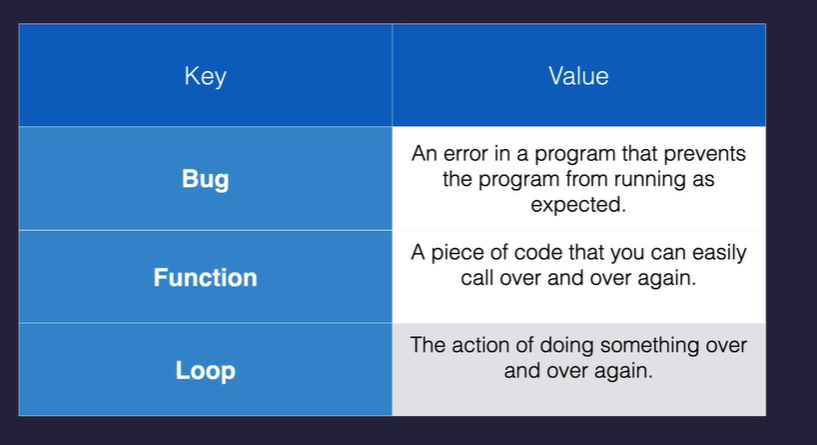 Key
Value
Bug
An error in a program that prevents
the program from running as
expected.
Function
A piece of code that you can easily
call over and over again.
Loop
The action of doing something over
and over again.